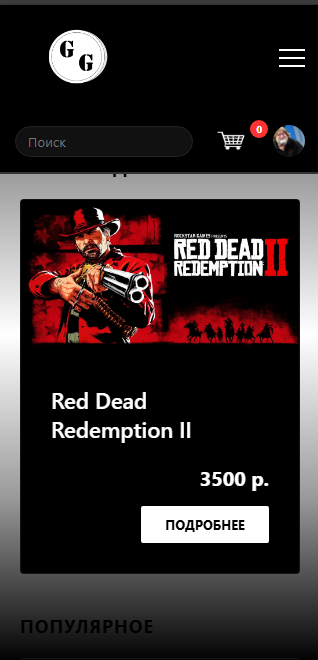 G
G
Поиск
0
ROCKSTAR GAMES PRESENTS
RED DEAD
REDEMPTION II
Red Dead
Redemption II
3500 р.
ПОДРОБНЕЕ
ПОПУЛЯРНОЕ